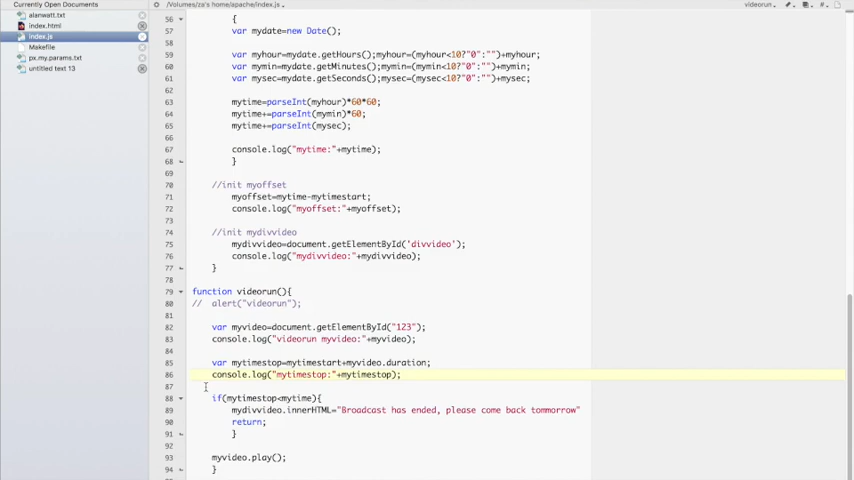 Currently Open Documents
/Volumes/za's home/apache/index.js
videorun
#
alanwatt.txt
index.html
index.js
Makefile
px.my.params.txt
untitled text 13
56 {
57 var mydate=new Date();
58
59 var myhour=mydate.getHours();myhour=(myhour<10?"0":"")+myhour;
60 var mymin=mydate.getMinutes();mymin=(mymin<10?"0":"")+mymin;
61 var mysec=mydate.getSeconds();mysec=(mysec<10?"0":"")+mysec;
62
63 mytime=parseInt(myhour)*60*60;
64 mytime+=parseInt(mymin)*60;
65 mytime+=parseInt(mysec);
66
67 console.log("mytime:"+mytime);
68 }
69
70 //init myoffset
71 myoffset=mytime-mytimestart;
72 console.log("myoffset:"+myoffset);
73
74 //init mydivvideo
75 mydivvideo=document.getElementById('divvideo');
76 console.log("mydivvideo:"+mydivvideo);
77 }
78
79 function videorun(){
80 // alert("videorun");
81
82 var myvideo=document.getElementById("123");
83 console.log("videorun myvideo:"+myvideo);
84
85 var mytimestop=mytimestart+myvideo.duration;
86 console.log("mytimestop:"+mytimestop);
87
88 if(mytimestop<mytime){
89 mydivvideo.innerHTML="Broadcast has ended, please come back tommorrow"
90 return;
91 }
92
93 myvideo.play();
94 }